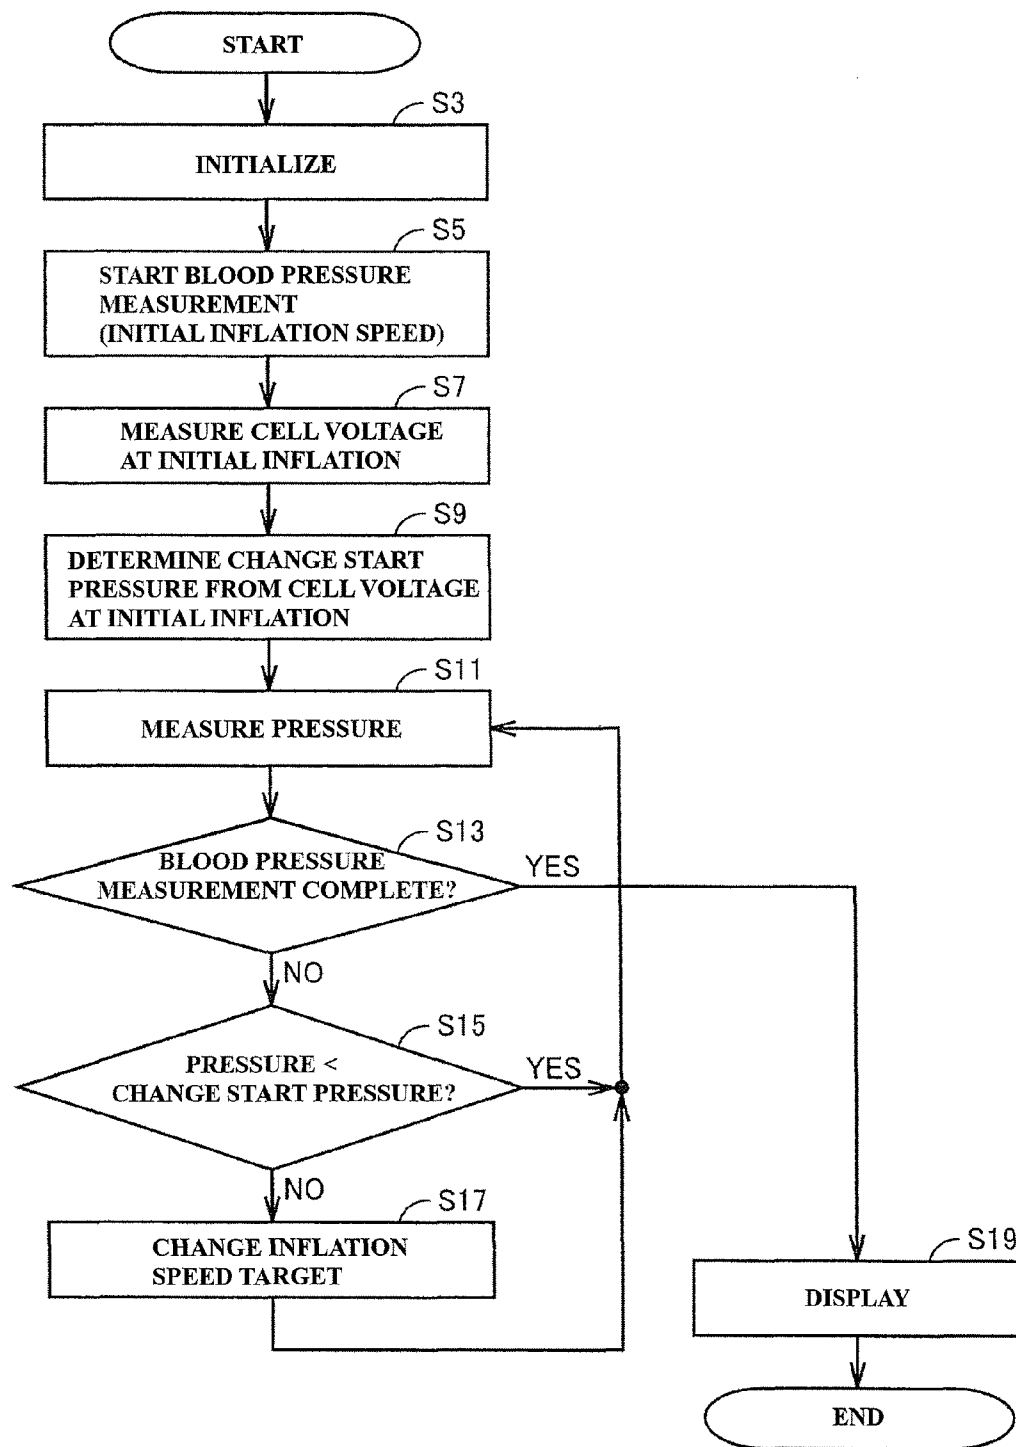 START
S3
INITIALIZE
S5
START BLOOD PRESSURE
MEASUREMENT
(INITIAL INFLATION SPEED)
S7
MEASURE CELL VOLTAGE
AT INITIAL INFLATION
S9
DETERMINE CHANGE START
PRESSURE FROM CELL VOLTAGE
AT INITIAL INFLATION
S11
MEASURE PRESSURE
S13
BLOOD PRESSURE
MEASUREMENT COMPLETE?
YES
NO
S15
PRESSURE <
CHANGE START PRESSURE?
YES
NO
S17
CHANGE INFLATION
SPEED TARGET
S19
DISPLAY
END